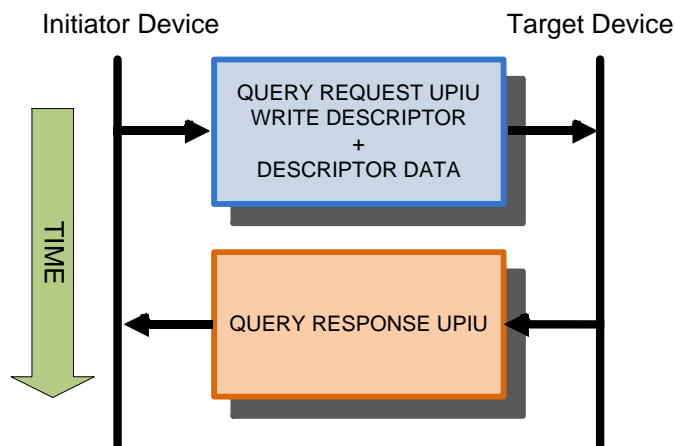 Initiator Device
Target Device
QUERY REQUEST UPIU
WRITE DESCRIPTOR
+
DESCRIPTOR DATA
TIME
QUERY RESPONSE UPIU